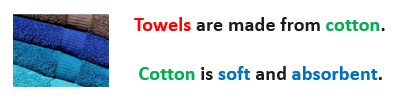 Towels are made from cotton.
Cotton is soft and absorbent.